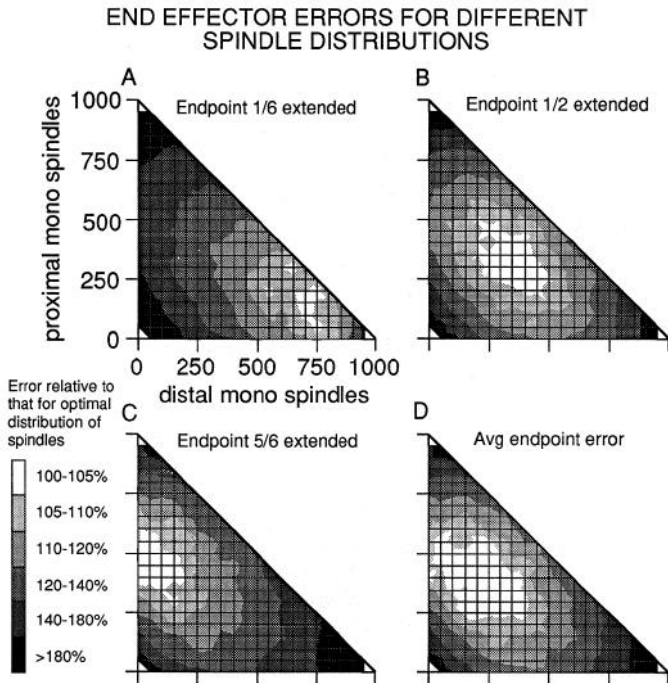 END EFFECTOR ERRORS FOR DIFFERENT
SPINDLE DISTRIBUTIONS
A
Endpoint 1/6 extended
B
Endpoint 1/2 extended
proximal mono spindles
1000
750
500
250
0
0 250 500 750 1000
distal mono spindles
Error relative to
that for optimal
distribution of
spindles
100-105%
105-110%
110-120%
120-140%
140-180%
>180%
C
Endpoint 5/6 extended
D
Avg endpoint error